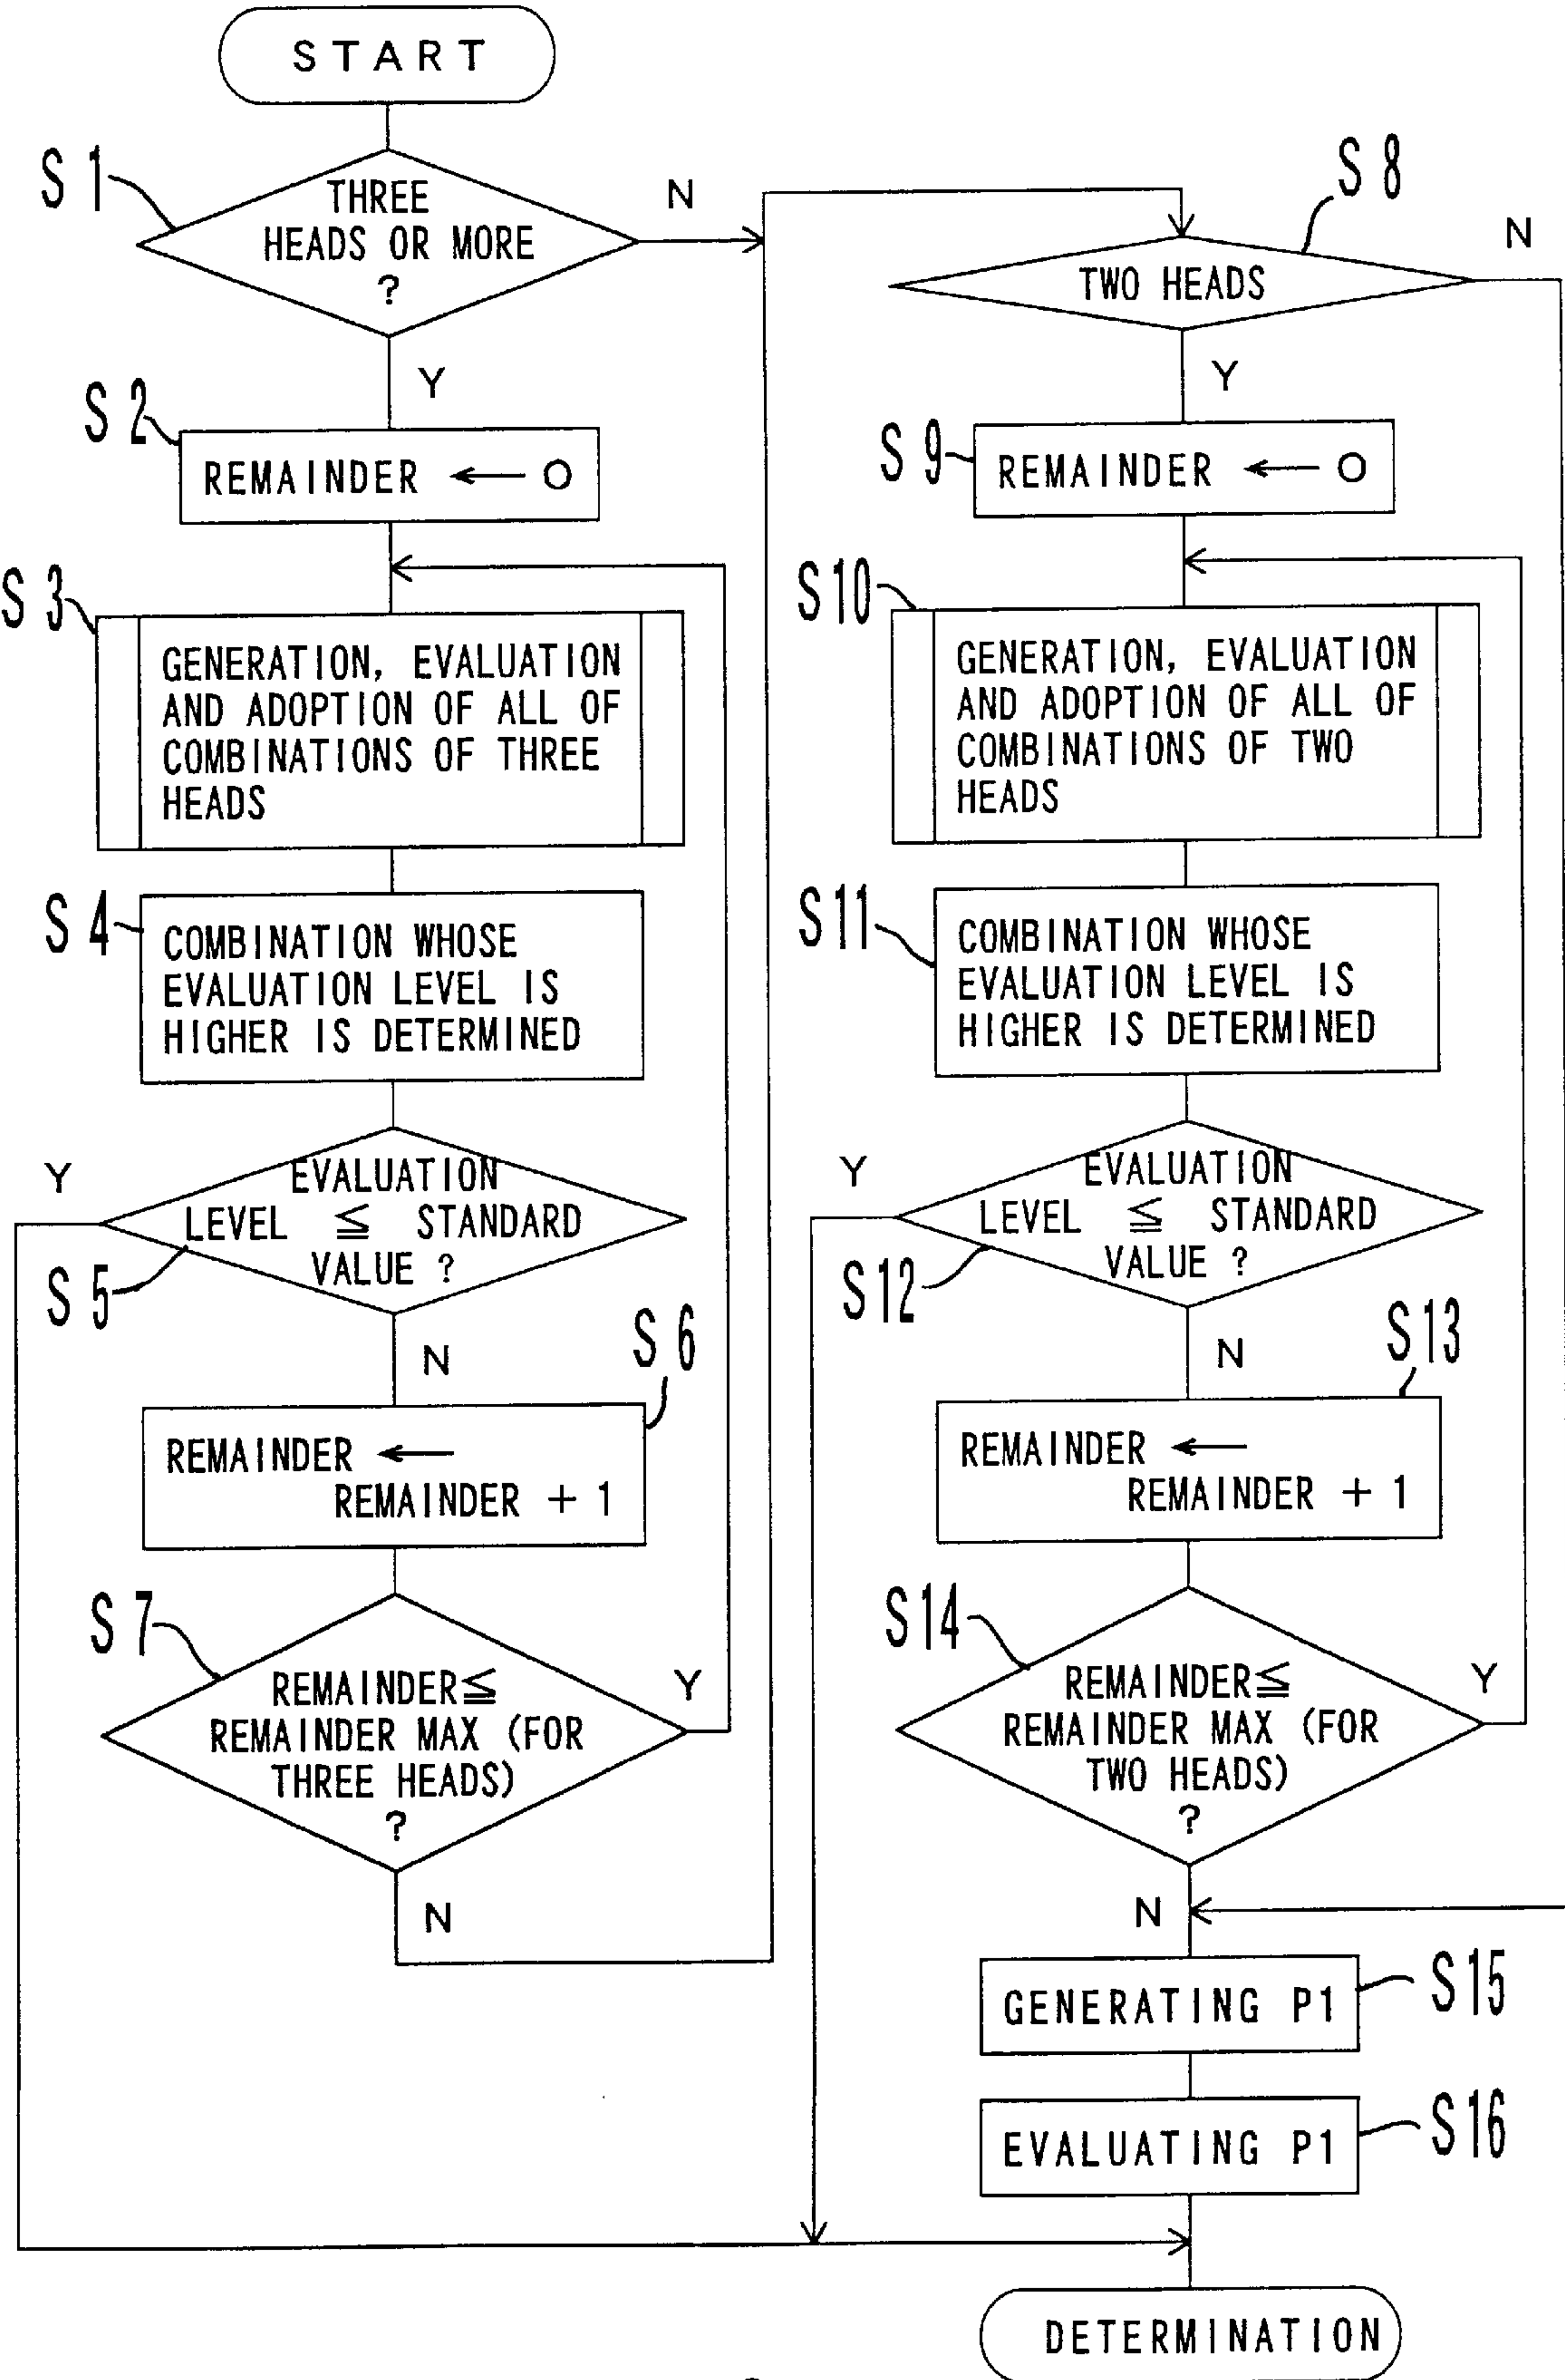 START
S1
THREE
HEADS OR MORE
?
N
Y
S2
REMAINDER ← 0
S3
GENERATION, EVALUATION
AND ADOPTION OF ALL OF
COMBINATIONS OF THREE
HEADS
S4
COMBINATION WHOSE
EVALUATION LEVEL IS
HIGHER IS DETERMINED
Y
EVALUATION
LEVEL ≦ STANDARD
VALUE ?
S5
N
S6
REMAINDER ←
REMAINDER + 1
S7
REMAINDER≦
REMAINDER MAX (FOR
THREE HEADS)
?
Y
N
S8
TWO HEADS
N
Y
S9
REMAINDER ← 0
S10
GENERATION, EVALUATION
AND ADOPTION OF ALL OF
COMBINATIONS OF TWO
HEADS
S11
COMBINATION WHOSE
EVALUATION LEVEL IS
HIGHER IS DETERMINED
Y
EVALUATION
LEVEL ≦ STANDARD
VALUE ?
S12
N
S13
REMAINDER ←
REMAINDER + 1
S14
REMAINDER≦
REMAINDER MAX (FOR
TWO HEADS)
?
Y
N
GENERATING P1
S15
EVALUATING P1
S16
DETERMINATION